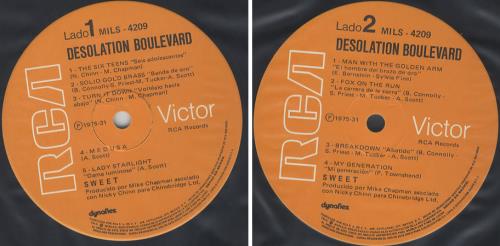 Lado 1 MILS - 4209
DESOLATION BOULEVARD
1 - THE SIX TEENS "Seis adolescentes"
(N. Chinn - M. Chapman)
2 - SOLID GOLD BRASS "Banda de oro"
(B. Connolly - S. Priest - M. Tucker - A. Scott)
3 - TURN IT DOWN "Voltéalo hacia
abajo" (N. Chinn - M. Chapman)
RCA
Victor
RCA Records
Ⓟ 1975-31
4 - MEDUSA
(A. Scott)
5 - LADY STARLIGHT
"Dama luminosa" (A. Scott)
SWEET
Producido por Mike Chapman asociado
con Nicky Chinn para Chinebridge Ltd.
dynaflex
Lado 2 MILS - 4209
DESOLATION BOULEVARD
1 - MAN WITH THE GOLDEN ARM
"El hombre del brazo de oro"
(E. Bernstein - Sylvia Fine)
2 - FOX ON THE RUN
"La carrera de la zorra" (B. Connolly -
S. Priest - M. Tucker - A. Scott)
RCA
Victor
RCA Records
Ⓟ 1975-31
3 - BREAKDOWN "Abatido" (B. Connolly -
S. Priest - M. Tucker - A. Scott)
4 - MY GENERATION
"Mi generación" (P. Townshend)
SWEET
Producido por Mike Chapman asociado
con Nicky Chinn para Chinebridge Ltd.
dynaflex